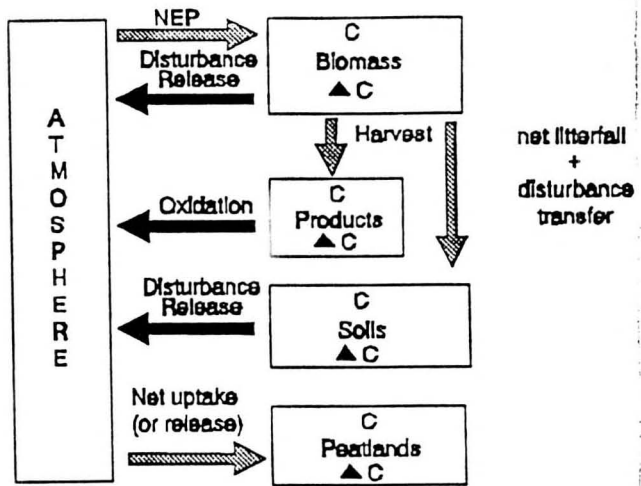 ATMOSPHERE
NEP
Disturbance
Release
C
Biomass
▲ C
Harvest
net litterfall
+
disturbance
transfer
Oxidation
C
Products
▲ C
Disturbance
Release
C
Soils
▲ C
Net uptake
(or release)
C
Peatlands
▲ C